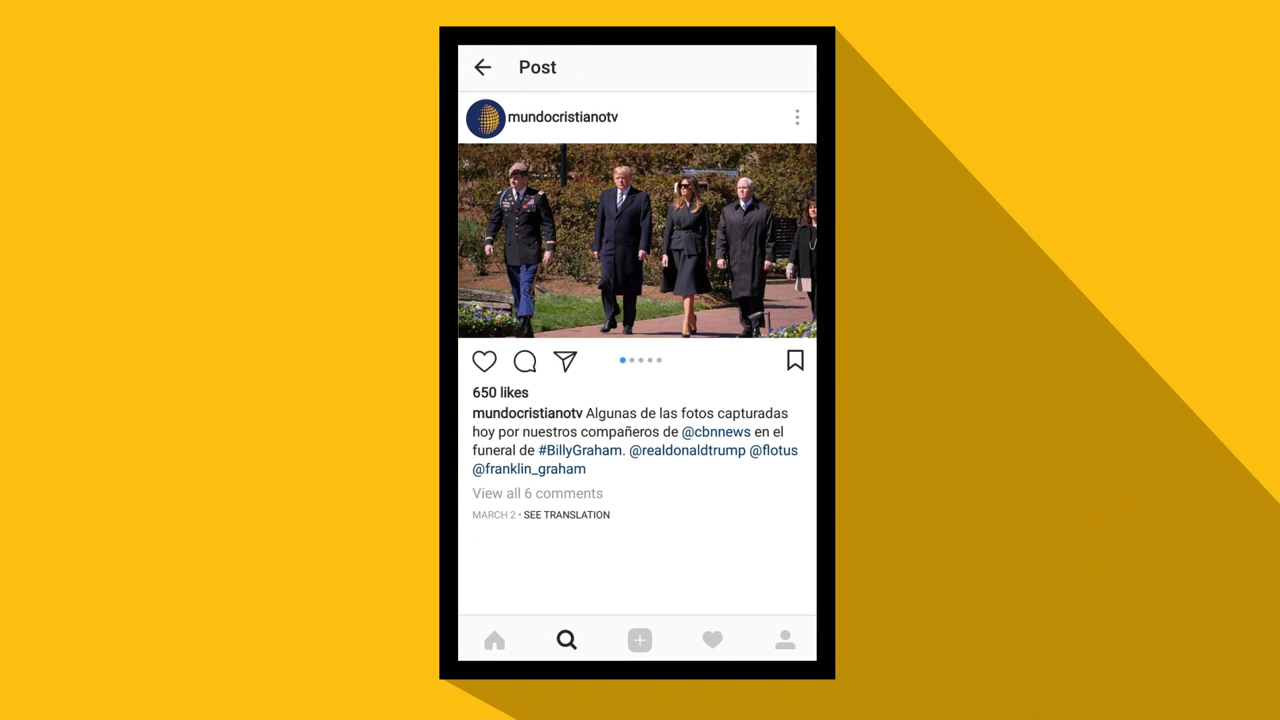 Post
mundocristianotv
650 likes
mundocristianotv Algunas de las fotos capturadas
hoy por nuestros compañeros de @cbnnews en el
funeral de #BillyGraham. @realdonaldtrump @flotus
@franklin_graham
View all 6 comments
MARCH 2 • SEE TRANSLATION